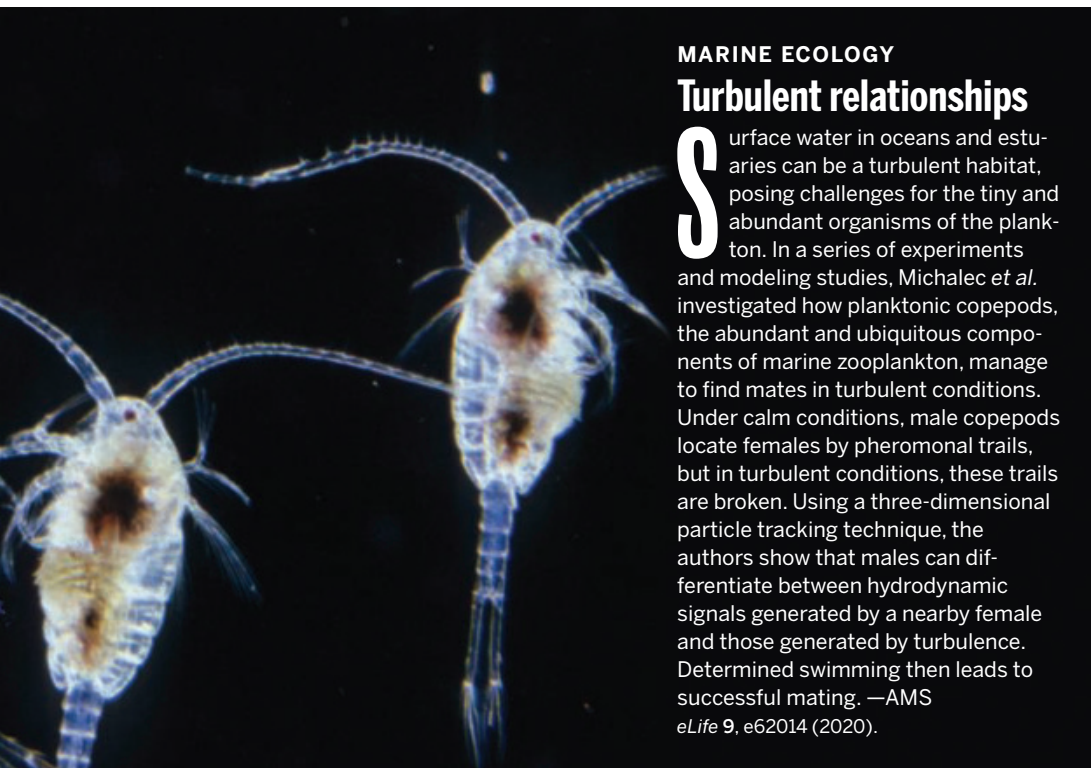 MARINE ECOLOGY
Turbulent relationships
Surface water in oceans and estu-
aries can be a turbulent habitat,
posing challenges for the tiny and
abundant organisms of the plank-
ton. In a series of experiments
and modeling studies, Michalec et al.
investigated how planktonic copepods,
the abundant and ubiquitous compo-
nents of marine zooplankton, manage
to find mates in turbulent conditions.
Under calm conditions, male copepods
locate females by pheromonal trails,
but in turbulent conditions, these trails
are broken. Using a three-dimensional
particle tracking technique, the
authors show that males can dif-
ferentiate between hydrodynamic
signals generated by a nearby female
and those generated by turbulence.
Determined swimming then leads to
successful mating. —AMS
eLife 9, e62014 (2020).